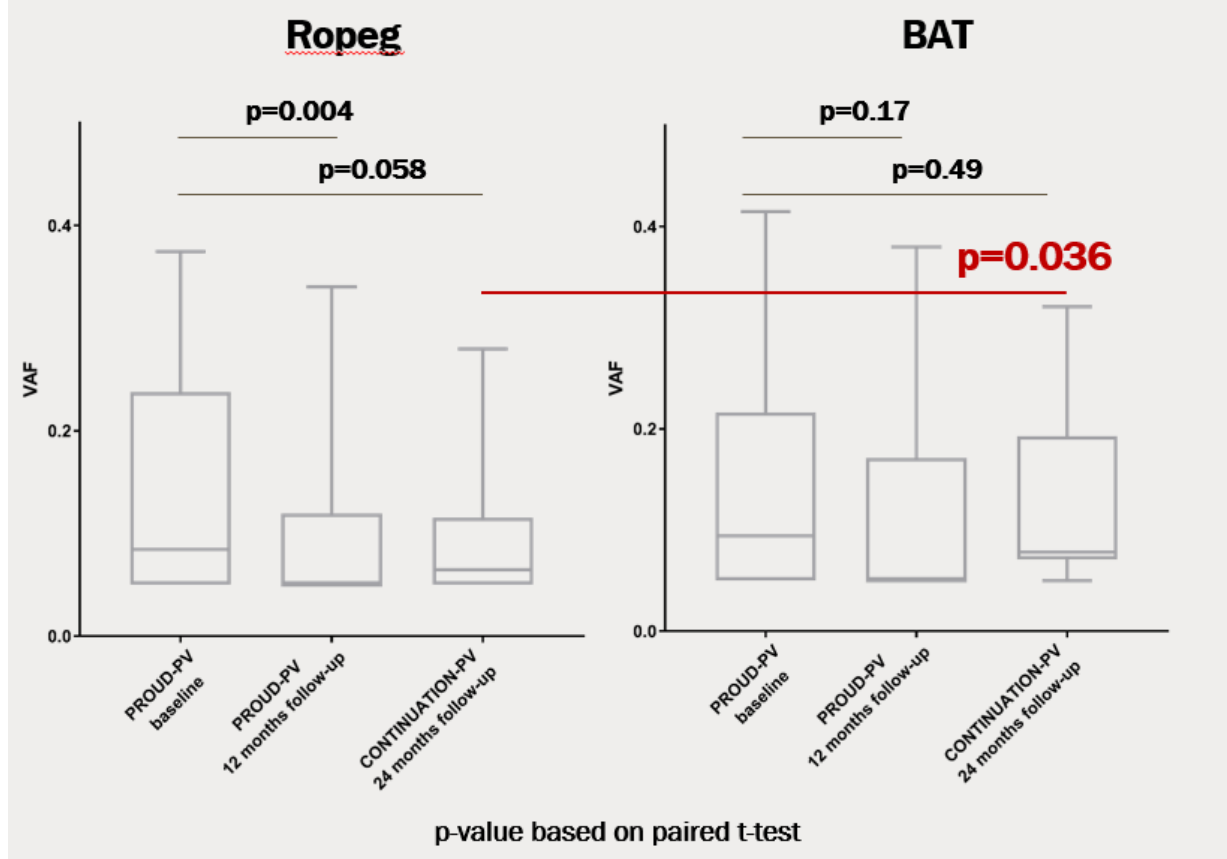 Ropeg
BAT
p=0.004
p=0.17
p=0.058
p=0.49
p=0.036
0.4
0.2
0.0
VAF
0.4
0.2
0.0
VAF
PROUD-PV
baseline
PROUD-PV
12 months follow-up
CONTINUATION-PV
24 months follow-up
PROUD-PV
baseline
PROUD-PV
12 months follow-up
CONTINUATION-PV
24 months follow-up
p-value based on paired t-test